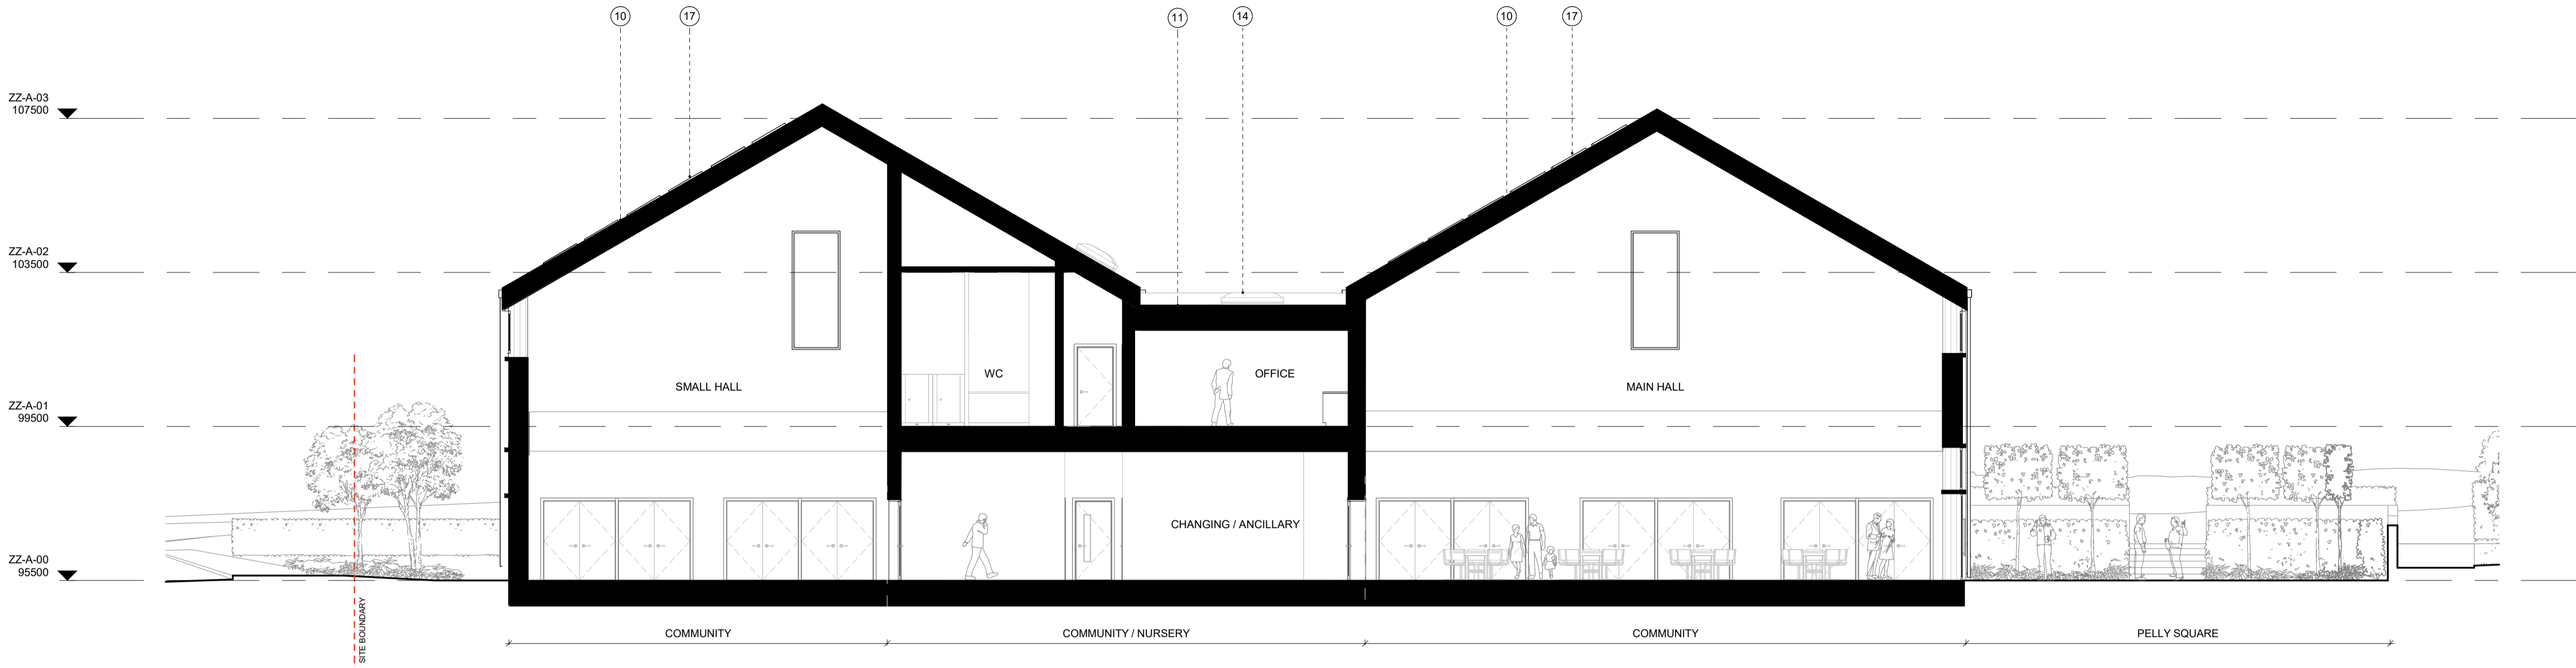 10
17
11
14
10
17
ZZ-A-03
107500
ZZ-A-02
103500
ZZ-A-01
99500
ZZ-A-00
95500
SMALL HALL
WC
OFFICE
MAIN HALL
CHANGING / ANCILLARY
SITE BOUNDARY
COMMUNITY
COMMUNITY / NURSERY
COMMUNITY
PELLY SQUARE